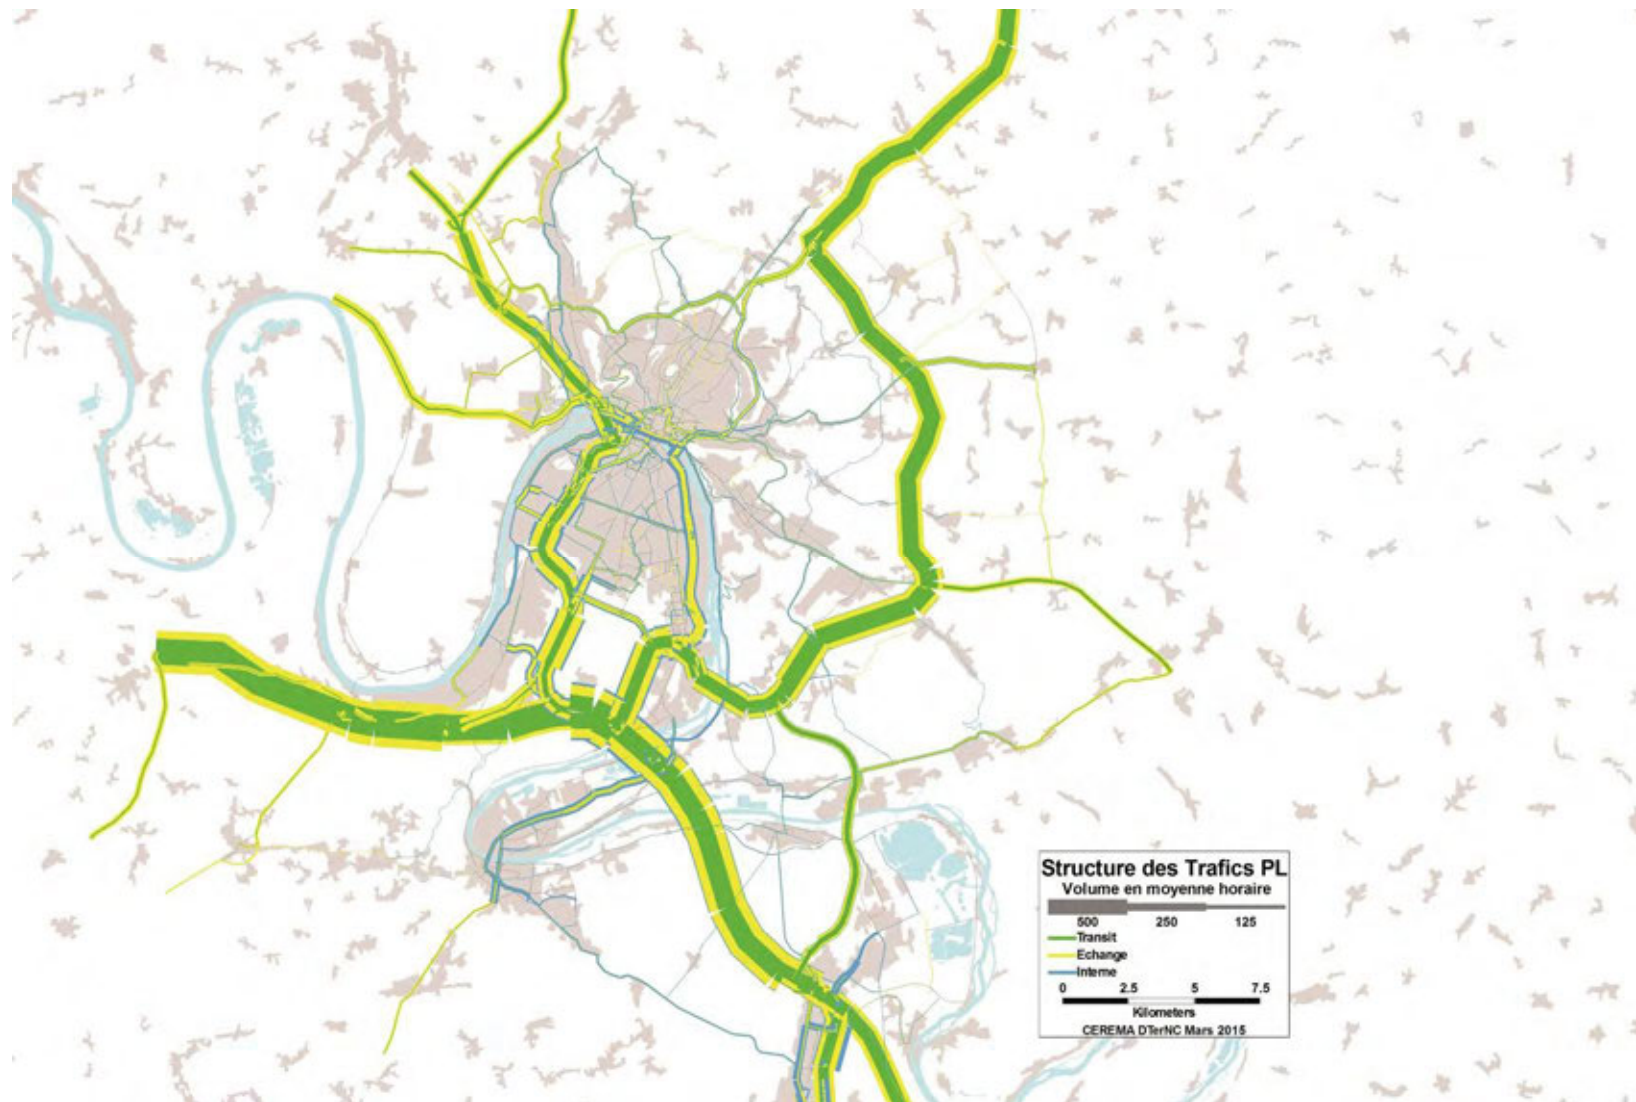 Structure des Trafics PL
Volume en moyenne horaire
500 250 125
Transit
Echange
Interne
0 2.5 5 7.5
Kilometers
CEREMA DTerNC Mars 2015